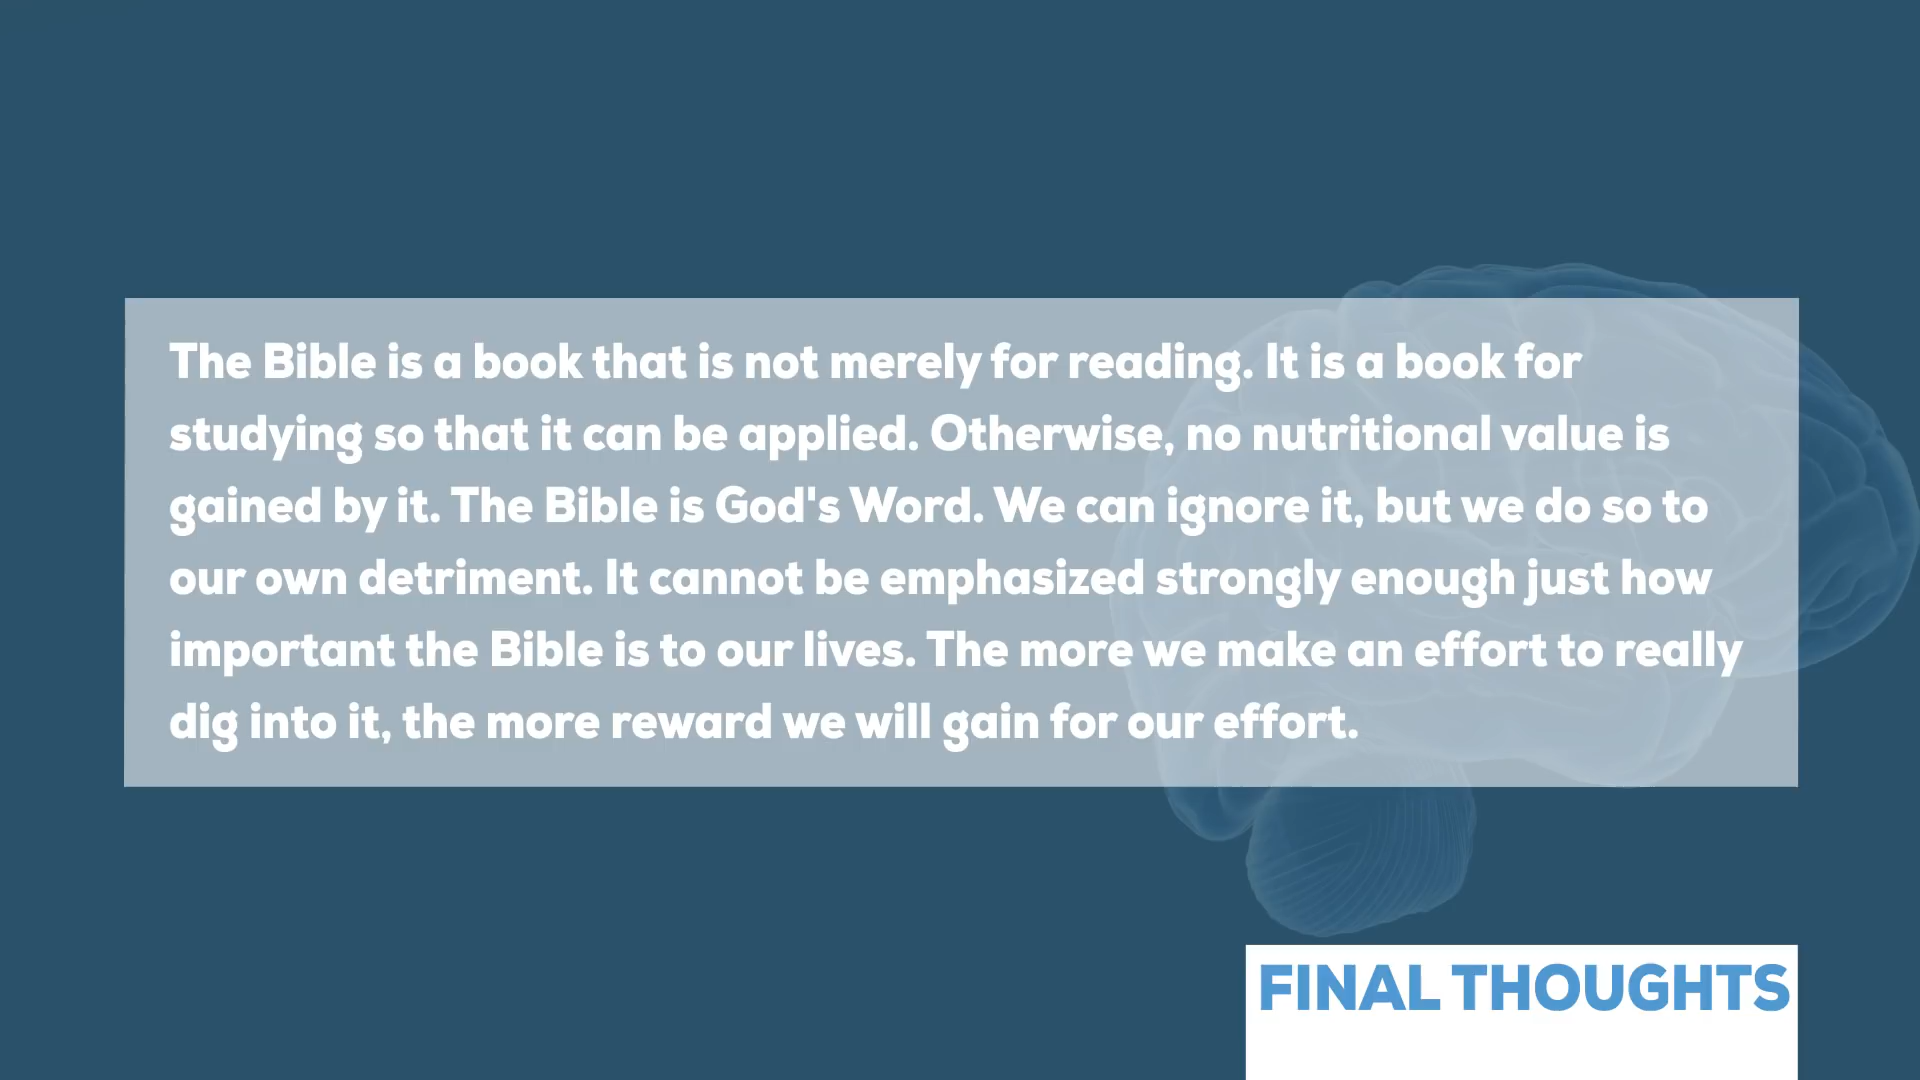 The Bible is a book that is not merely for reading. It is a book for
studying so that it can be applied. Otherwise, no nutritional value is
gained by it. The Bible is God's Word. We can ignore it, but we do so to
our own detriment. It cannot be emphasized strongly enough just how
important the Bible is to our lives. The more we make an effort to really
dig into it, the more reward we will gain for our effort.
FINAL THOUGHTS